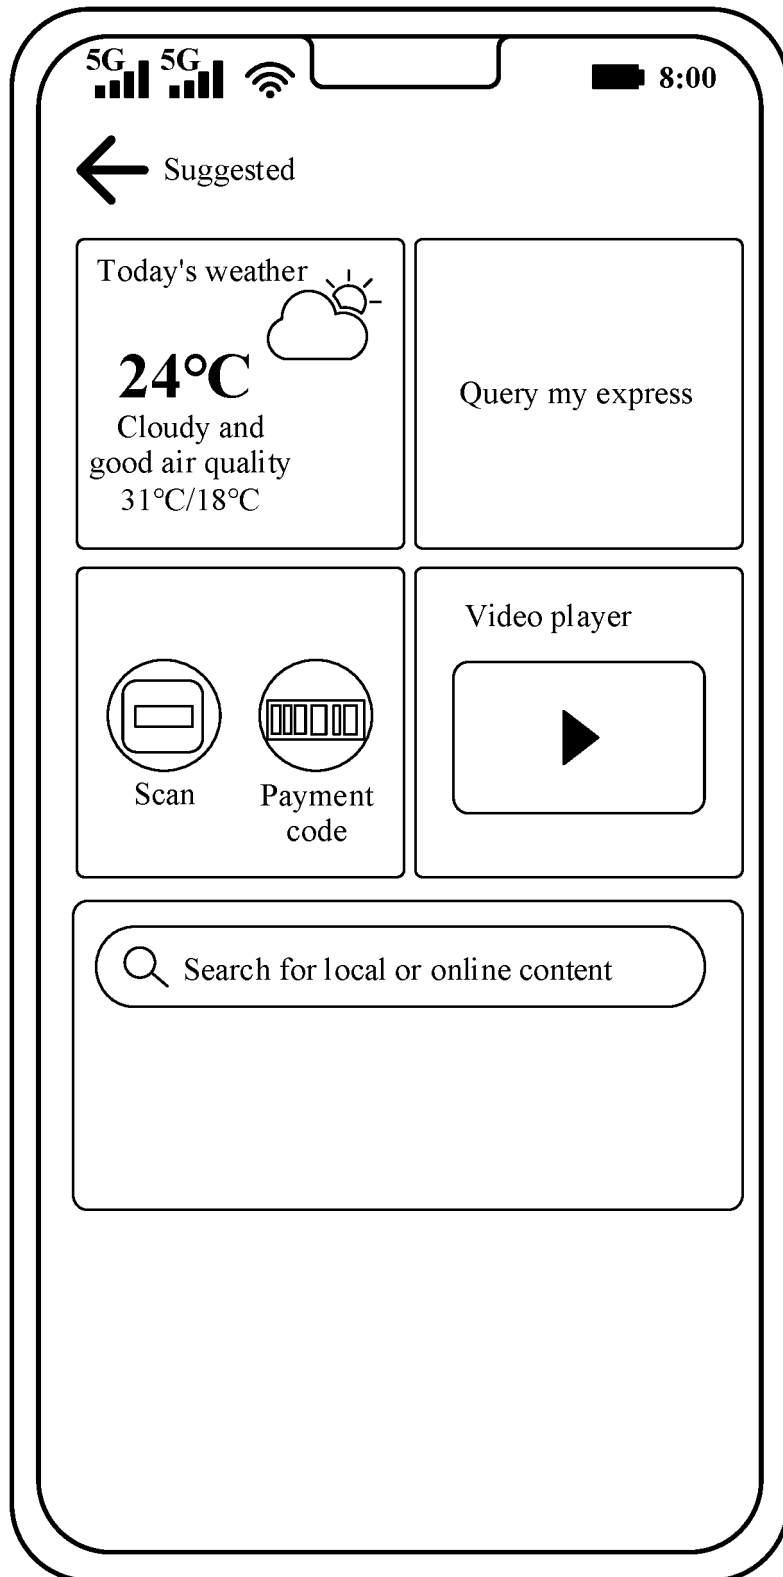 5G 5G 8:00
Suggested
Today's weather
24°C
Cloudy and
good air quality
31°C/18°C
Query my express
Scan
Payment
code
Video player
Search for local or online content